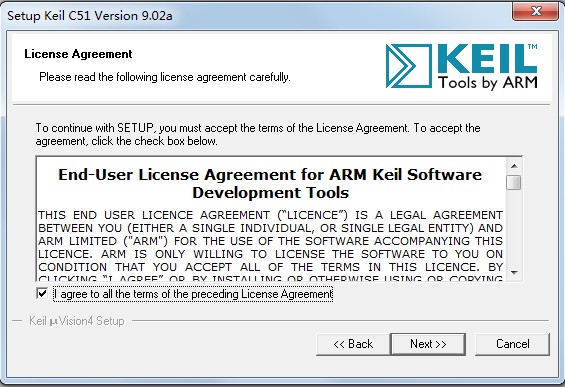 Setup Keil C51 Version 9.02a
License Agreement
Please read the following license agreement carefully.
KEIL™
Tools by ARM
To continue with SETUP, you must accept the terms of the License Agreement. To accept the
agreement, click the check box below.
End-User License Agreement for ARM Keil Software
Development Tools
THIS END USER LICENCE AGREEMENT ("LICENCE") IS A LEGAL AGREEMENT
BETWEEN YOU (EITHER A SINGLE INDIVIDUAL, OR SINGLE LEGAL ENTITY) AND
ARM LIMITED ("ARM") FOR THE USE OF THE SOFTWARE ACCOMPANYING THIS
LICENCE. ARM IS ONLY WILLING TO LICENSE THE SOFTWARE TO YOU ON
CONDITION THAT YOU ACCEPT ALL OF THE TERMS IN THIS LICENCE. BY
CLICKING "I AGREE" OR BY INSTALLING OR OTHERWISE USING OR COPYING
I agree to all the terms of the preceding License Agreement
Keil µVision4 Setup
<< Back
Next >>
Cancel